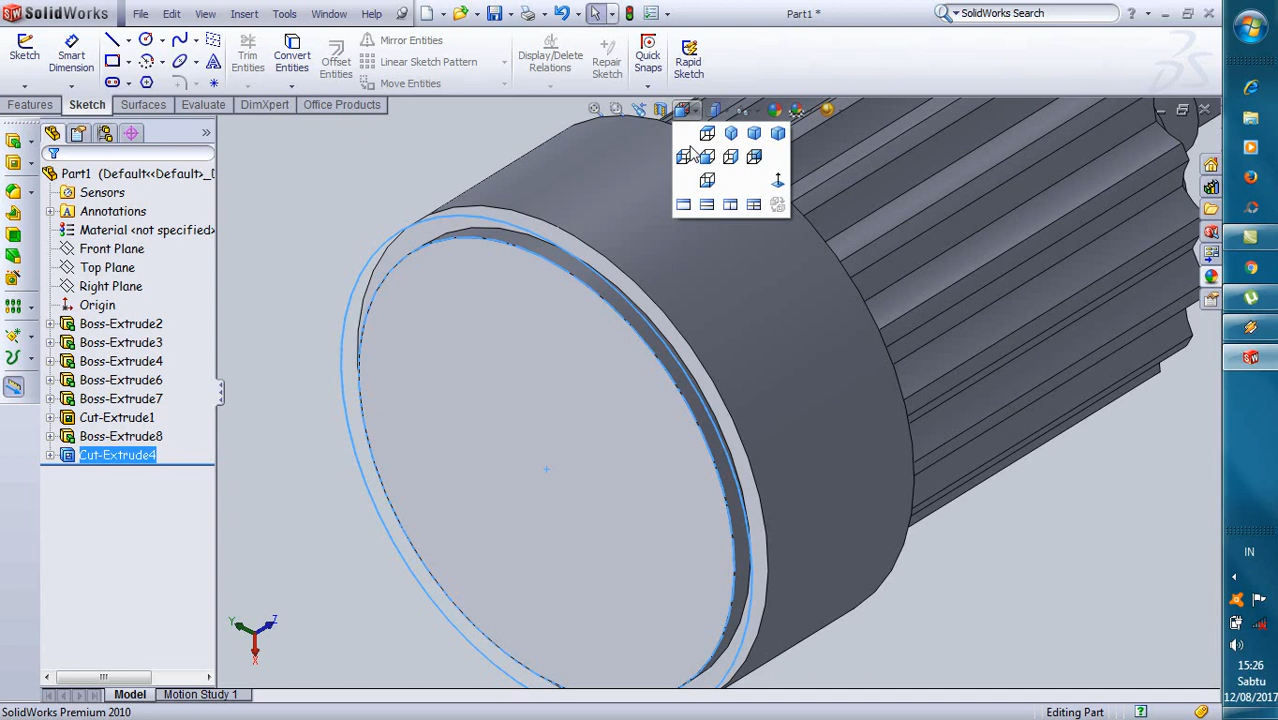 SolidWorks File Edit View Insert Tools Window Help Part1 * SolidWorks Search
Sketch Smart Dimension Trim Entities Convert Entities Offset Entities Mirror Entities Linear Sketch Pattern Move Entities Display/Delete Relations Repair Sketch Quick Snaps Rapid Sketch
Features Sketch Surfaces Evaluate DimXpert Office Products
Part1 (Default<<Default>_D
Sensors
Annotations
Material <not specified>
Front Plane
Top Plane
Right Plane
Origin
Boss-Extrude2
Boss-Extrude3
Boss-Extrude4
Boss-Extrude6
Boss-Extrude7
Cut-Extrude1
Boss-Extrude8
Cut-Extrude4
Y Z
X
IN
15:26
Sabtu
12/08/2017
Model Motion Study 1
SolidWorks Premium 2010 Editing Part